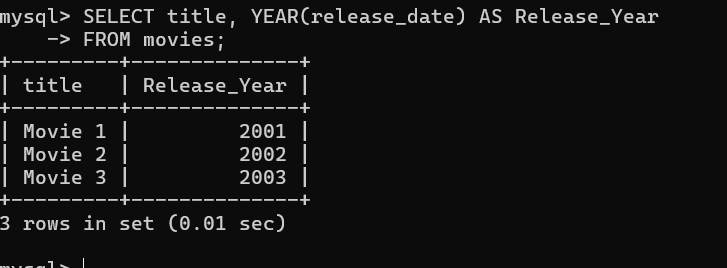 mysql> SELECT title, YEAR(release_date) AS Release_Year
    -> FROM movies;
+---------+--------------+
| title   | Release_Year |
+---------+--------------+
| Movie 1 |         2001 |
| Movie 2 |         2002 |
| Movie 3 |         2003 |
+---------+--------------+
3 rows in set (0.01 sec)
mysql>